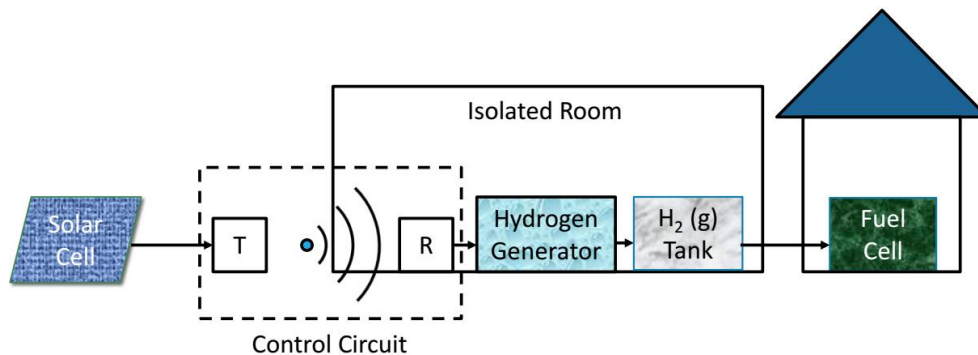 Isolated Room
Solar
Cell
T
R
Hydrogen
Generator
H₂ (g)
Tank
Fuel
Cell
Control Circuit